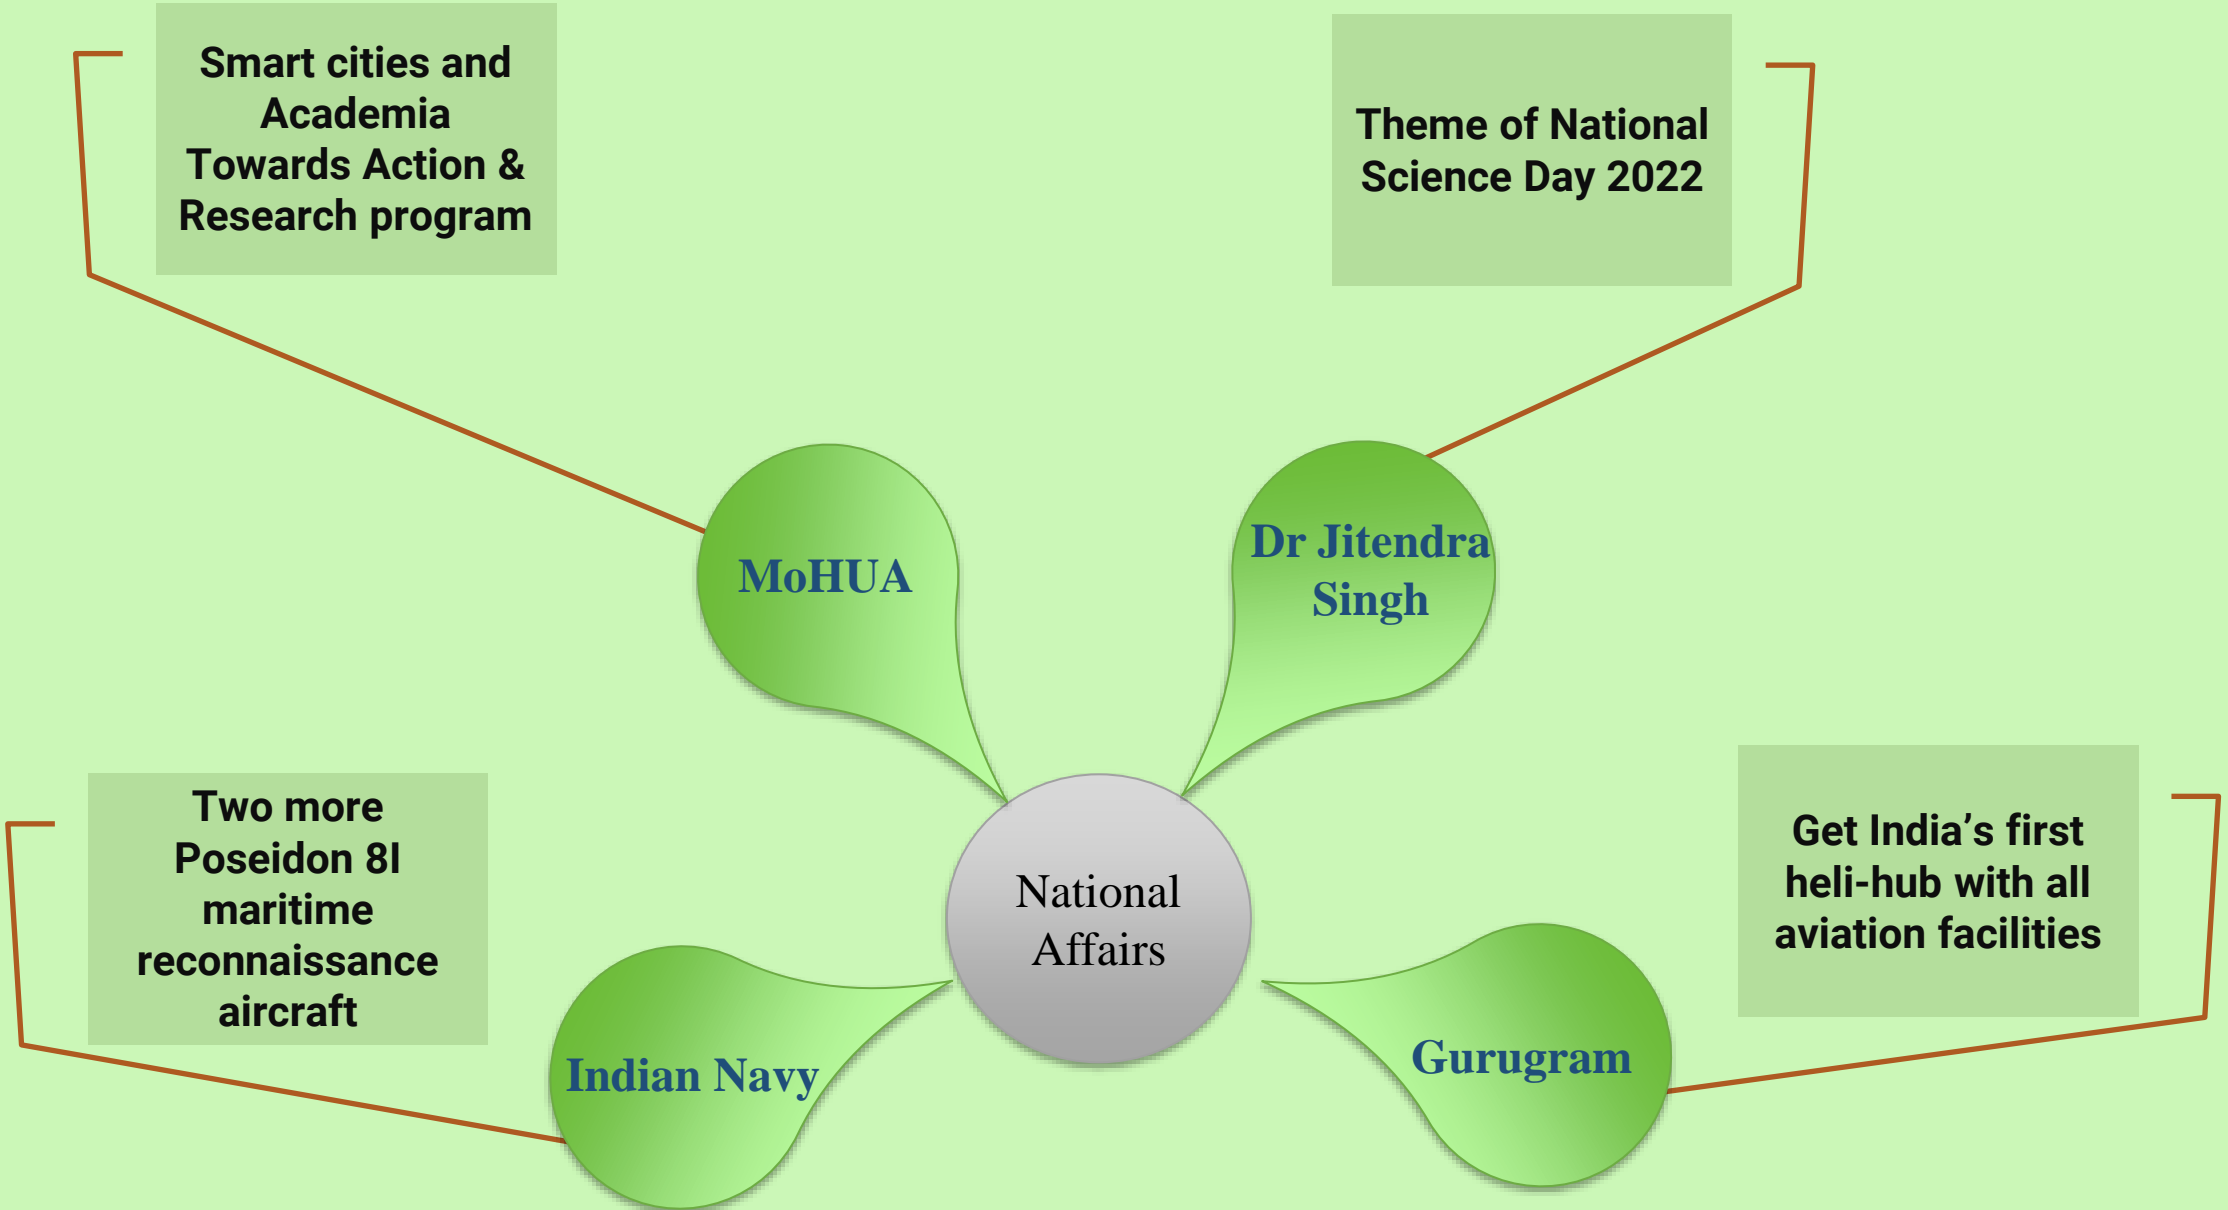 Smart cities and
Academia
Towards Action &
Research program
Theme of National
Science Day 2022
MoHUA
Dr Jitendra
Singh
Two more
Poseidon 8I
maritime
reconnaissance
aircraft
National
Affairs
Get India’s first
heli-hub with all
aviation facilities
Indian Navy
Gurugram